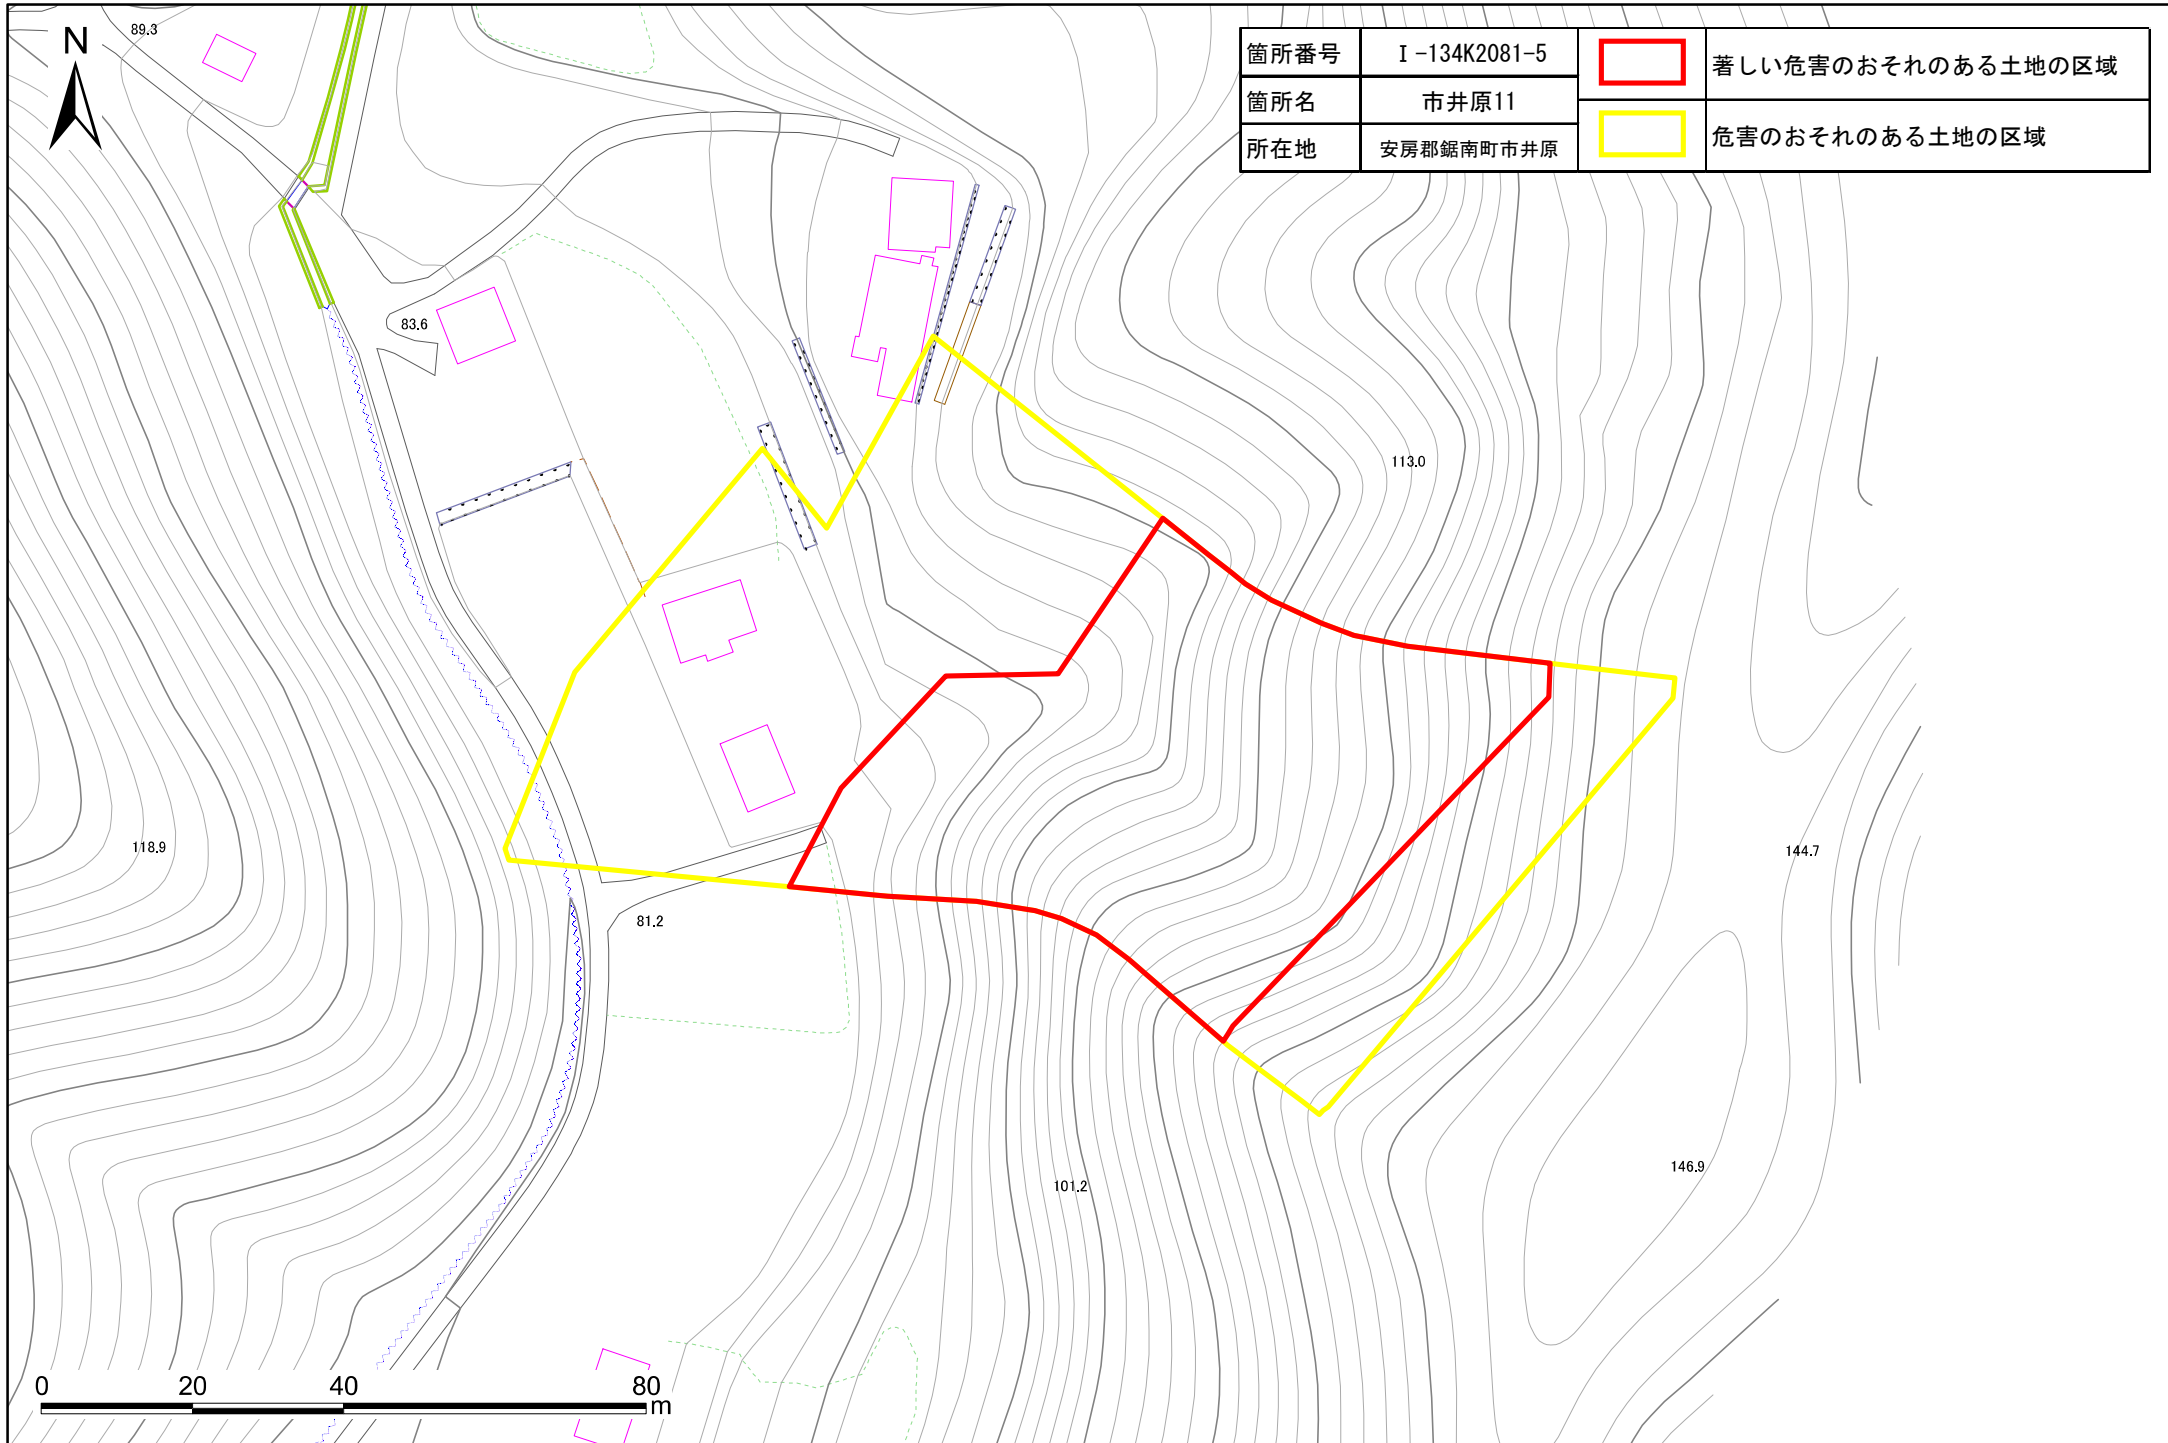 箇所番号 Ⅰ-134K2081-5
箇所名 市井原11
所在地 安房郡鋸南町市井原
著しい危害のおそれのある土地の区域
危害のおそれのある土地の区域
N
89.3
83.6
113.0
118.9
144.7
81.2
146.9
101.2
0 20 40 80
m